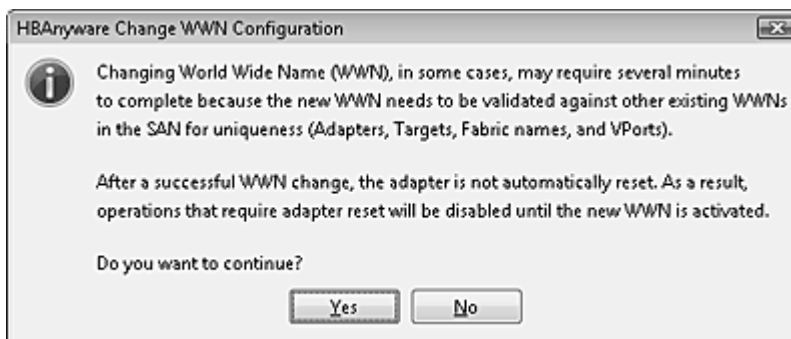 HBAnyware Change WWN Configuration
Changing World Wide Name (WWN), in some cases, may require several minutes
to complete because the new WWN needs to be validated against other existing WWNs
in the SAN for uniqueness (Adapters, Targets, Fabric names, and VPorts).
After a successful WWN change, the adapter is not automatically reset. As a result,
operations that require adapter reset will be disabled until the new WWN is activated.
Do you want to continue?
Yes
No